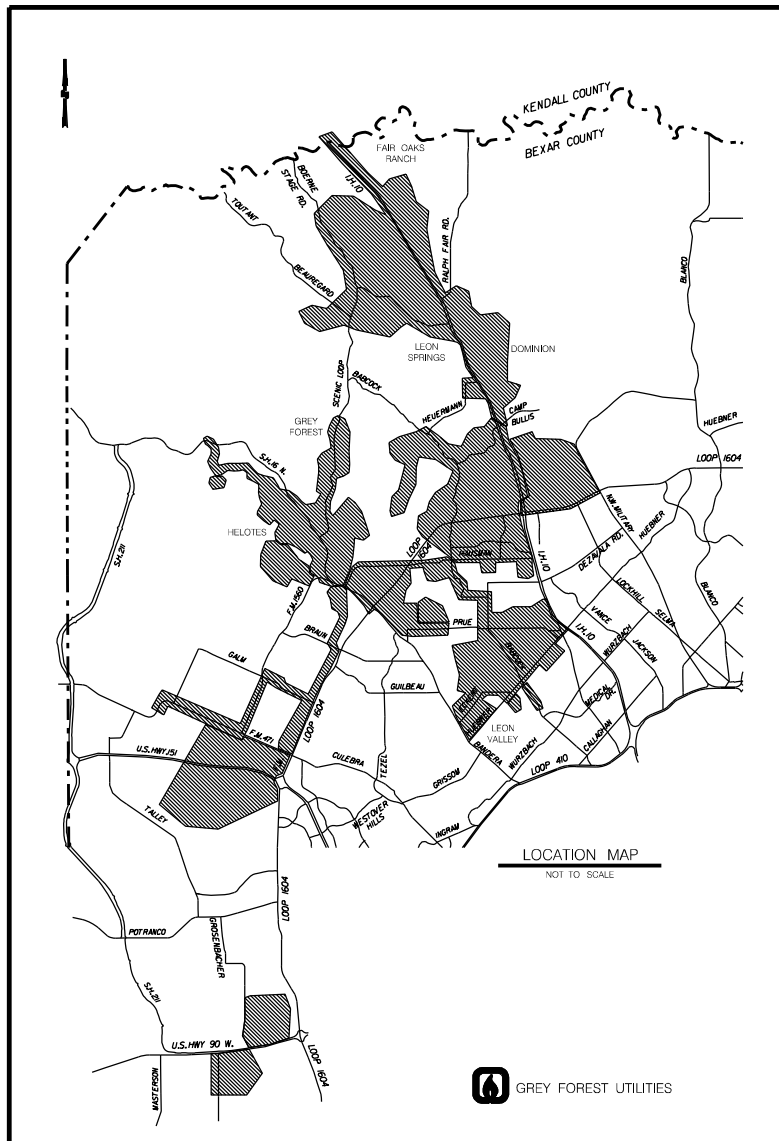 KENDALL COUNTY
BEXAR COUNTY
FAIR OAKS
RANCH
I.H.10
BOERNE
STAGE RD.
TOUTANT
BEAUREGARD
RALPH FAIR RD.
BLANCO
LEON
SPRINGS
DOMINION
SCENIC LOOP
BABCOCK
HEUERMANN
CAMP
BULLIS
GREY
FOREST
HUEBNER
LOOP 1604
S.H.16 N.
N.W.MILITARY
HUEBNER
S.H.211
HELOTES
LOOP
1604
HAUSMAN
I.H.10
DEZAVALA RD.
LOCKHILL
SELMA
BLANCO
F.M.1560
VANCE
WURZBACH
JACKSON
I.H.10
BRAUN
PRUE
BABCOCK
GALM
GUILBEAU
MEDICAL
DR.
CALLAGHAN
HUEBNER
LEON
VALLEY
BANDERA
WURZBACH
LOOP 410
LOOP 1604
F.M.471
U.S.HWY.151
CULEBRA
TEZEL
GRISSOM
TALLEY
WESTOVER
HILLS
INGRAM
LOCATION MAP
NOT TO SCALE
LOOP 1604
POTRANCO
GROSENBACHER
S.H.211
U.S.HWY 90 W.
LOOP
1604
MASTERSON
GREY FOREST UTILITIES